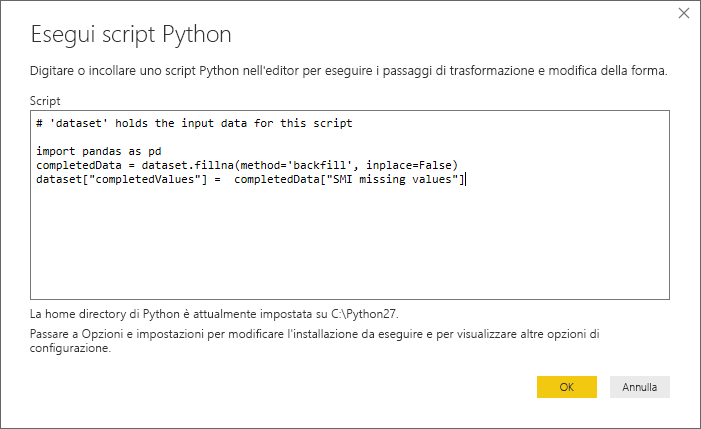 Esegui script Python
Digitare o incollare uno script Python nell'editor per eseguire i passaggi di trasformazione e modifica della forma.
Script
# 'dataset' holds the input data for this script
import pandas as pd
completedData = dataset.fillna(method='backfill', inplace=False)
dataset["completedValues"] =  completedData["SMI missing values"]
La home directory di Python è attualmente impostata su C:\Python27.
Passare a Opzioni e impostazioni per modificare l'installazione da eseguire e per visualizzare altre opzioni di
configurazione.
OK
Annulla